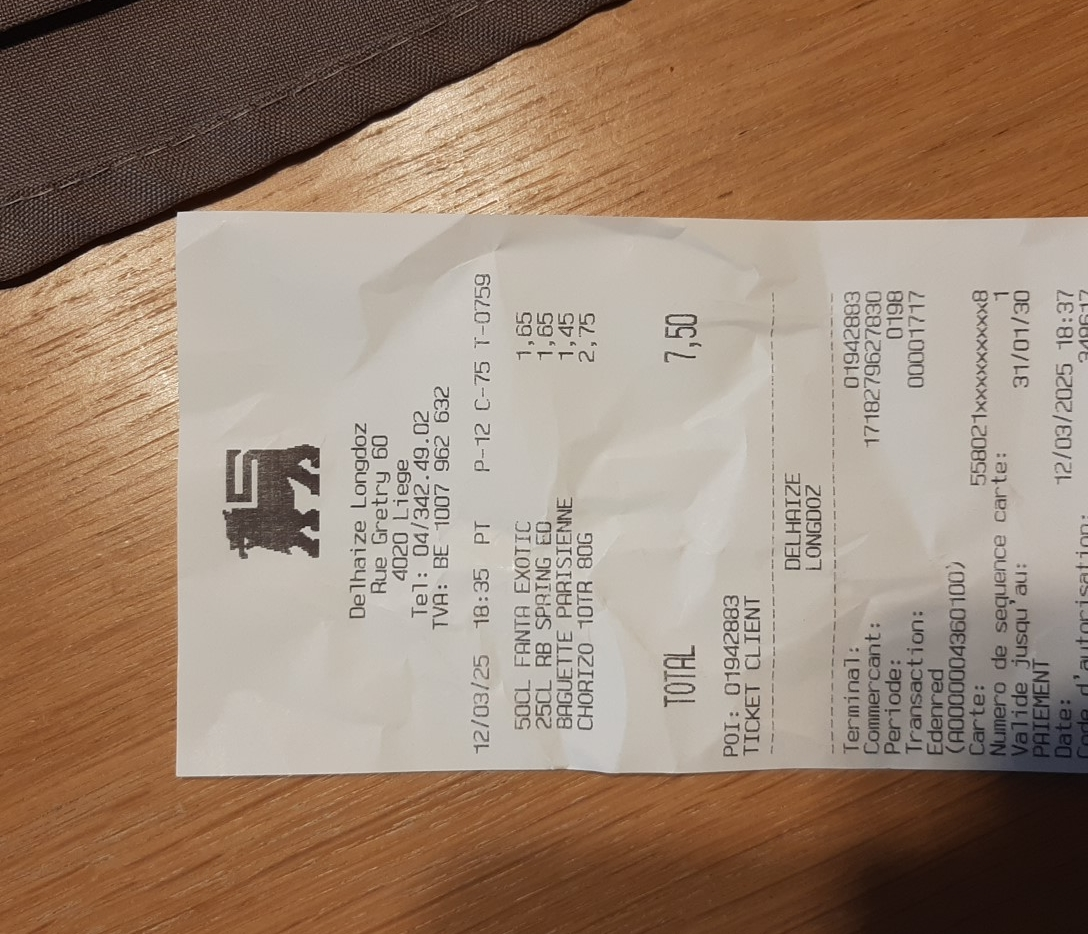 Delhaize Longdoz
Rue Gretry 60
4020 Liege
Tel: 04/342.49.02
TVA: BE 1007 962 632
12/03/25 18:35 PT P-12 C-75 T-0759
50CL FANTA EXOTIC 1,65
25CL RB SPRING ED 1,65
BAGUETTE PARISIENNE 1,45
CHORIZO 10TR 80G 2,75
TOTAL 7,50
POI: 01942883
TICKET CLIENT
DELHAIZE
LONGDOZ
Terminal: 01942883
Commercant: 1718279627830
Periode: 0198
Transaction: 00001717
Edenred
(A0000004360100)
Carte: 558021xxxxxxxxxx8
Numero de sequence carte: 1
Valide jusqu'au: 31/01/30
PAIEMENT
Date: 12/03/2025 18:37
Code d'autorisation: 349617